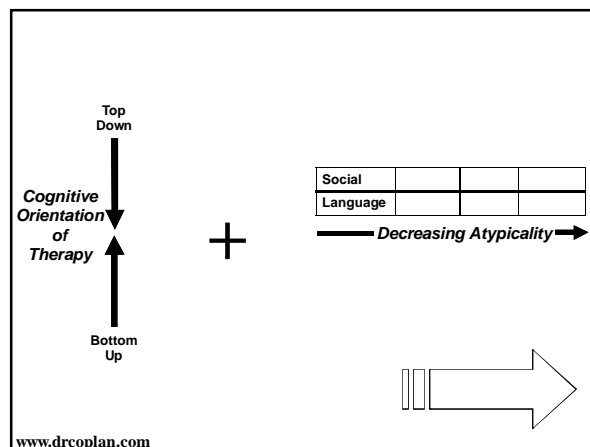 Top
Down
Cognitive
Orientation
of
Therapy
Bottom
Up
+
Social
Language
Decreasing Atypicality
www.drcoplan.com